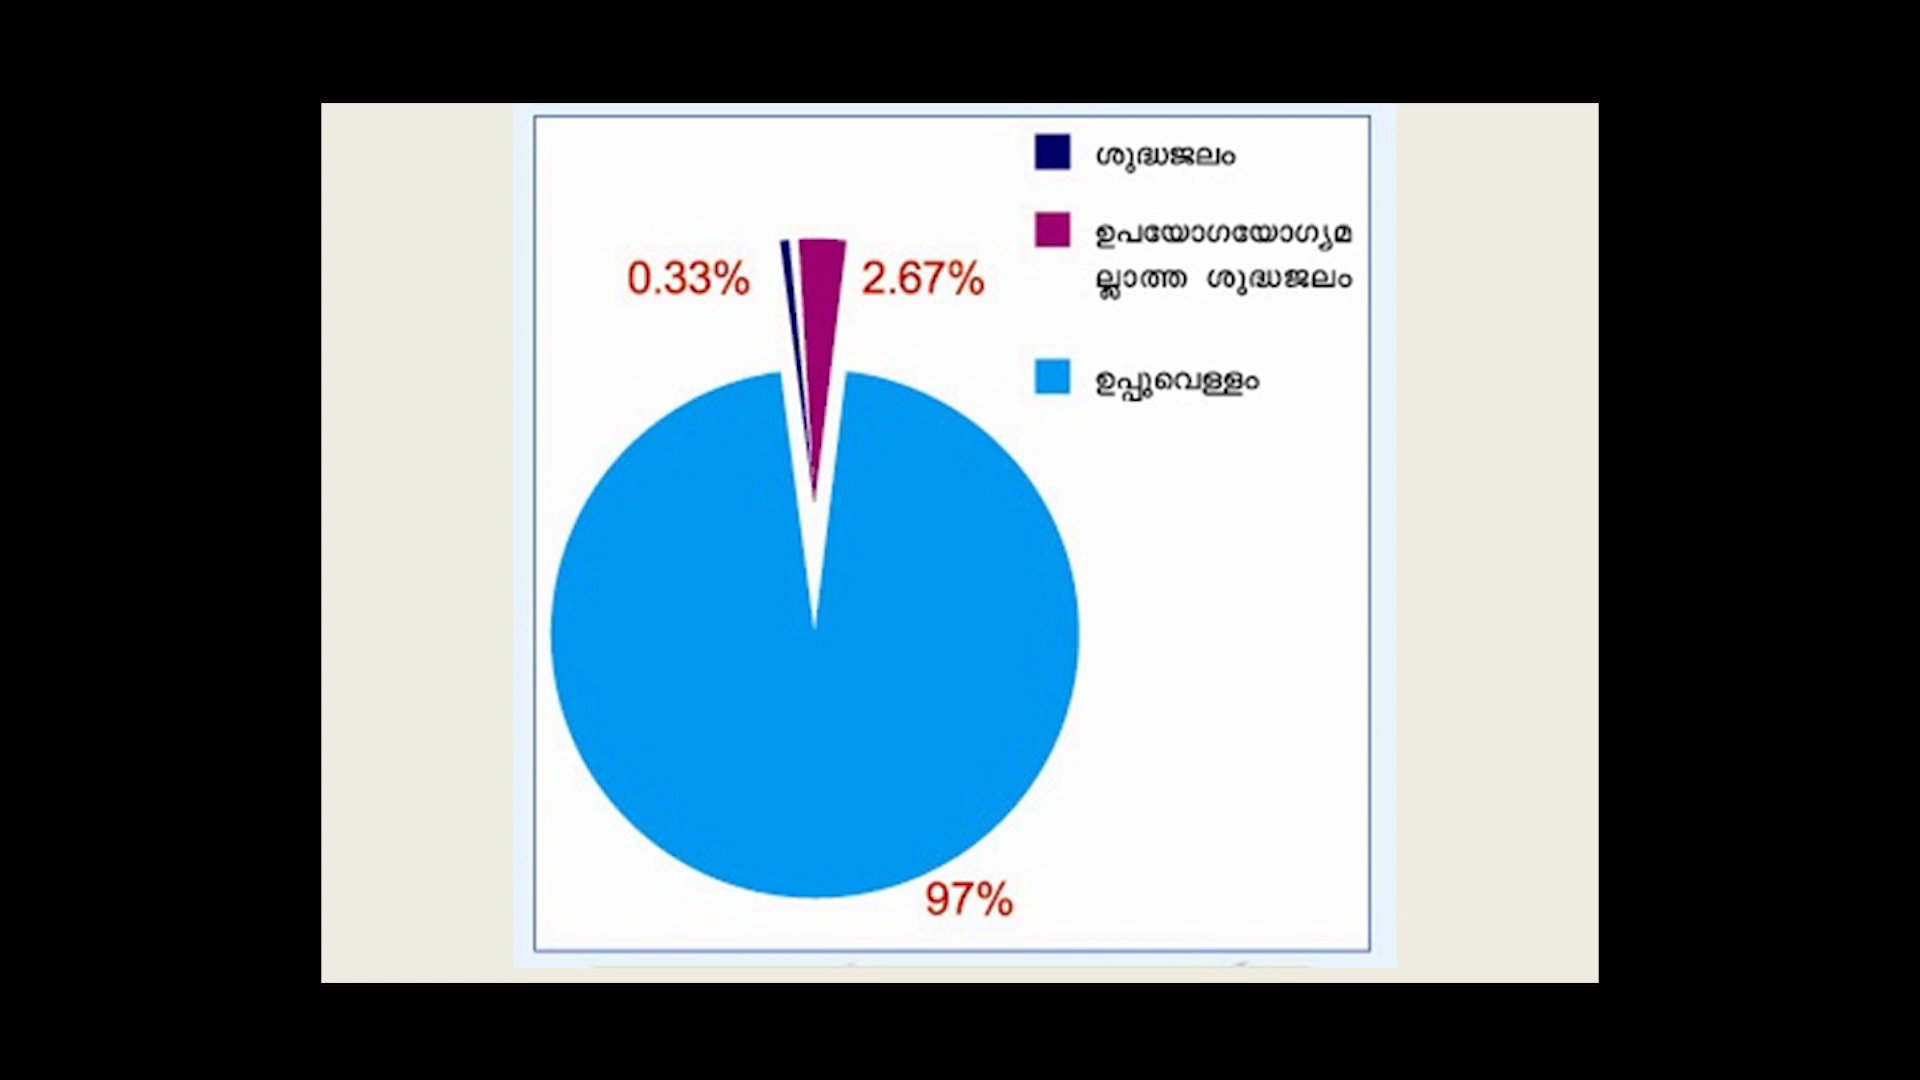 ശുദ്ധജലം
ഉപയോഗയോഗ്യമ
ല്ലാത്ത ശുദ്ധജലം
0.33%
2.67%
ഉപ്പുവെള്ളം
97%